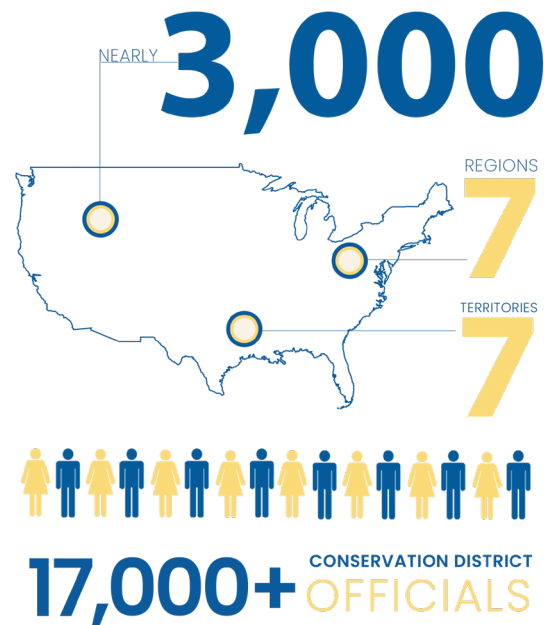 NEARLY 3,000
REGIONS
7
TERRITORIES
7
17,000+ CONSERVATION DISTRICT
OFFICIALS